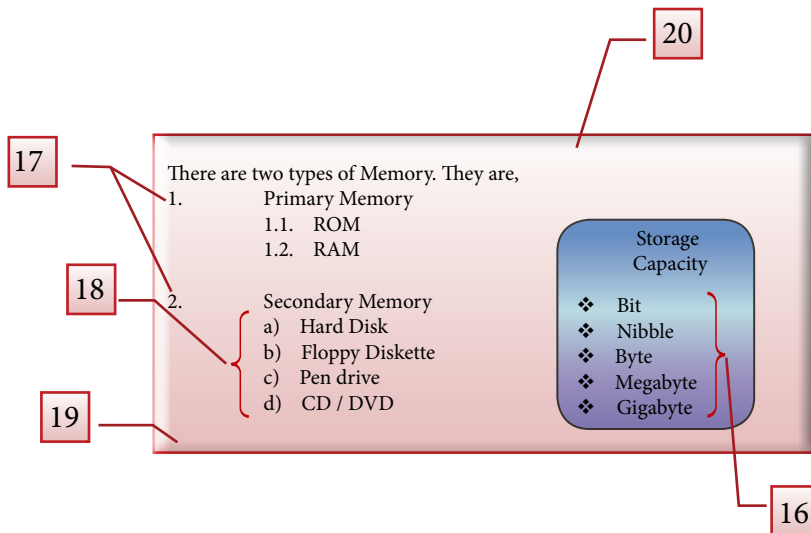 20
17
There are two types of Memory. They are,
1. Primary Memory
1.1. ROM
1.2. RAM
18
2. Secondary Memory
a) Hard Disk
b) Floppy Diskette
c) Pen drive
d) CD / DVD
19
Storage
Capacity
❖ Bit
❖ Nibble
❖ Byte
❖ Megabyte
❖ Gigabyte
16